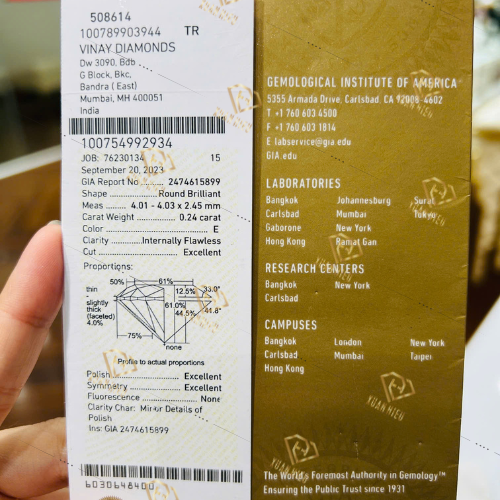 508614
100789903944 TR
VINAY DIAMONDS
Dw 3090, Bdb
G Block, Bkc,
Bandra ( East)
Mumbai, MH 400051
India
100754992934
JOB: 76230134 15
September 20, 2023
GIA Report No ....... 2474615899
Shape ............. Round Brilliant
Meas ..... 4.01 - 4.03 x 2.45 mm
Carat Weight ............ 0.24 carat
Color ................................ E
Clarity ........ Internally Flawless
Cut ........................... Excellent
Proportions:
50% 61%
thin - slightly thick (faceted) 4.0%
12.5% 33.0°
61.0%
44.5% 41.8°
75%
none
Profile to actual proportions
Polish ........................ Excellent
Symmetry .................. Excellent
Fluorescence ................. None
Clarity Char: Minor Details of
Polish
Ins: GIA 2474615899
GEMOLOGICAL INSTITUTE OF AMERICA
5355 Armada Drive, Carlsbad, CA 92008-4602
T +1 760 603 4500
F +1 760 603 1814
E labservice@gia.edu
GIA.edu
LABORATORIES
Bangkok Johannesburg Surat
Carlsbad Mumbai Tokyo
Gaborone New York
Hong Kong Ramat Gan
RESEARCH CENTERS
Bangkok New York
Carlsbad
CAMPUSES
Bangkok London New York
Carlsbad Mumbai Taipei
Hong Kong
XUAN HIEU
The World's Foremost Authority in Gemology™
Ensuring the Public Trust since 1931